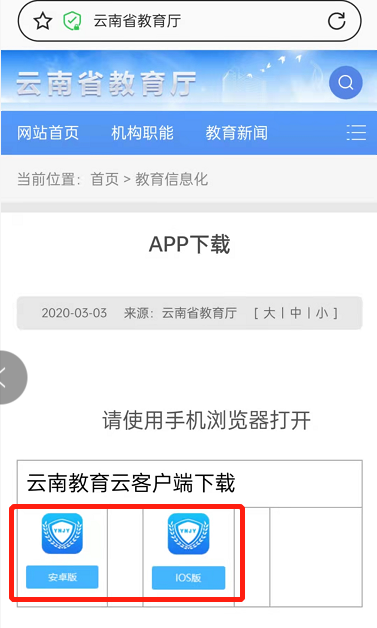 云南省教育厅
云南省教育厅
网站首页 机构职能 教育新闻
当前位置：首页 > 教育信息化
APP下载
2020-03-03 来源：云南省教育厅 [ 大 | 中 | 小 ]
请使用手机浏览器打开
云南教育云客户端下载
YNJY YNJY
安卓版 IOS版